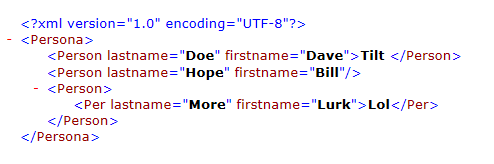 <?xml version="1.0" encoding="UTF-8"?>
- <Persona>
<Person lastname="Doe" firstname="Dave">Tilt </Person>
<Person lastname="Hope" firstname="Bill"/>
- <Person>
<Per lastname="More" firstname="Lurk">Lol</Per>
</Person>
</Persona>